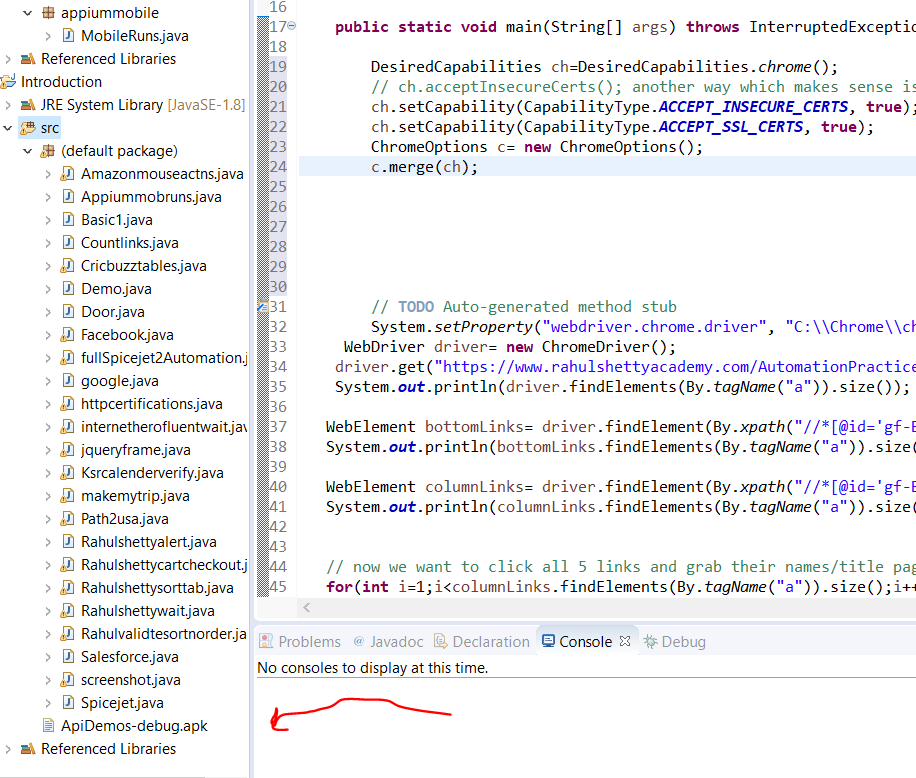 appiummobile
MobileRuns.java
Referenced Libraries
Introduction
JRE System Library [JavaSE-1.8]
src
(default package)
Amazonmouseactns.java
Appiummobruns.java
Basic1.java
Countlinks.java
Cricbuzztables.java
Demo.java
Door.java
Facebook.java
fullSpicejet2Automation.j
google.java
httpcertifications.java
internetherofluentwait.jav
jqueryframe.java
Ksrcalenderverify.java
makemytrip.java
Path2usa.java
Rahulshettyalert.java
Rahulshettycartcheckout.j
Rahulshettysorttab.java
Rahulshettywait.java
Rahulvalidtesortnorder.ja
Salesforce.java
screenshot.java
Spicejet.java
ApiDemos-debug.apk
Referenced Libraries
16
17 public static void main(String[] args) throws InterruptedExceptio
18
19 DesiredCapabilities ch=DesiredCapabilities.chrome();
20 // ch.acceptInsecureCerts(); another way which makes sense is
21 ch.setCapability(CapabilityType.ACCEPT_INSECURE_CERTS, true);
22 ch.setCapability(CapabilityType.ACCEPT_SSL_CERTS, true);
23 ChromeOptions c= new ChromeOptions();
24 c.merge(ch);
25
26
27
28
29
30
31 // TODO Auto-generated method stub
32 System.setProperty("webdriver.chrome.driver", "C:\\Chrome\\ch
33 WebDriver driver= new ChromeDriver();
34 driver.get("https://www.rahulshettyacademy.com/AutomationPractice
35 System.out.println(driver.findElements(By.tagName("a")).size());
36
37 WebElement bottomLinks= driver.findElement(By.xpath("//*[@id='gf-B
38 System.out.println(bottomLinks.findElements(By.tagName("a")).size(
39
40 WebElement columnLinks= driver.findElement(By.xpath("//*[@id='gf-B
41 System.out.println(columnLinks.findElements(By.tagName("a")).size(
42
43
44 // now we want to click all 5 links and grab their names/title pag
45 for(int i=1;i<columnLinks.findElements(By.tagName("a")).size();i++
Problems @ Javadoc Declaration Console Debug
No consoles to display at this time.